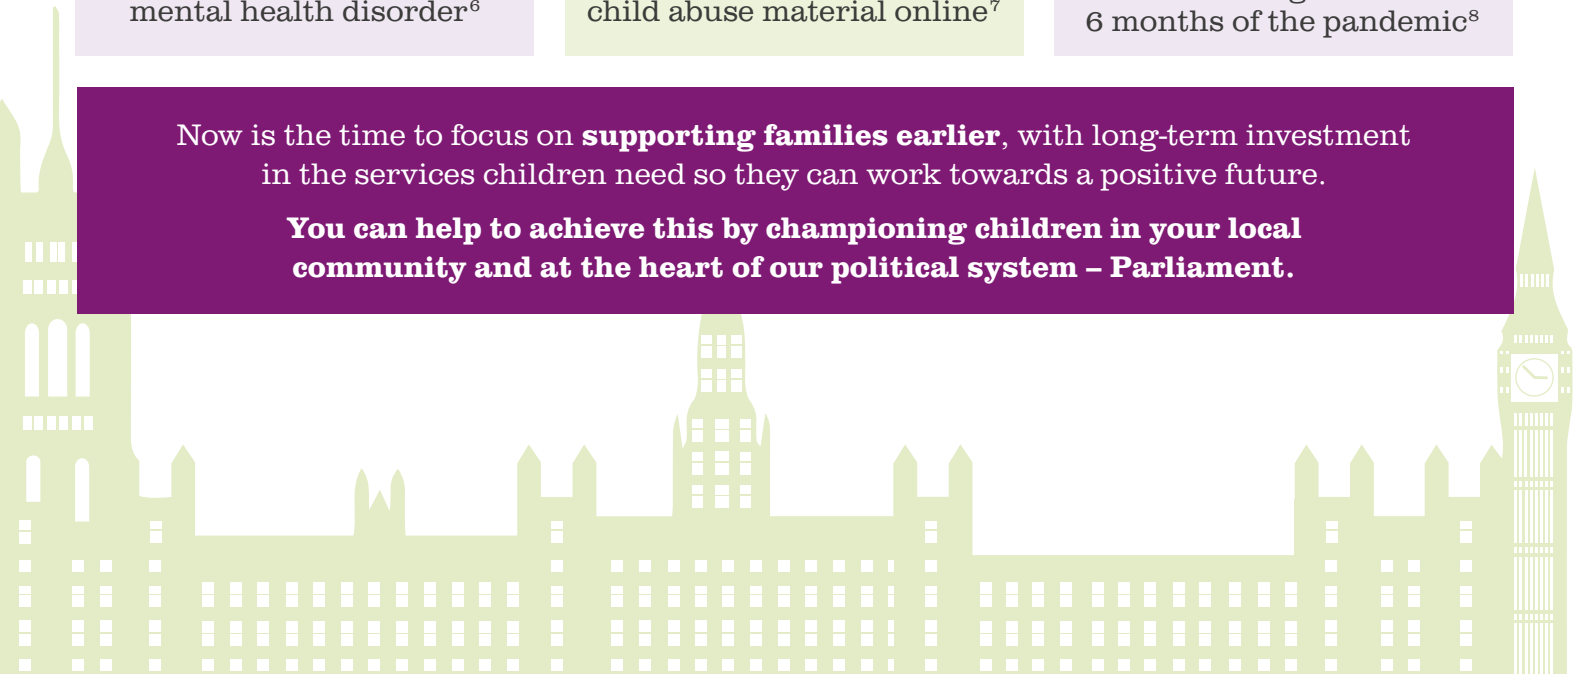 mental health disorder⁶
child abuse material online⁷
6 months of the pandemic⁸
Now is the time to focus on supporting families earlier, with long-term investment
in the services children need so they can work towards a positive future.
You can help to achieve this by championing children in your local
community and at the heart of our political system – Parliament.